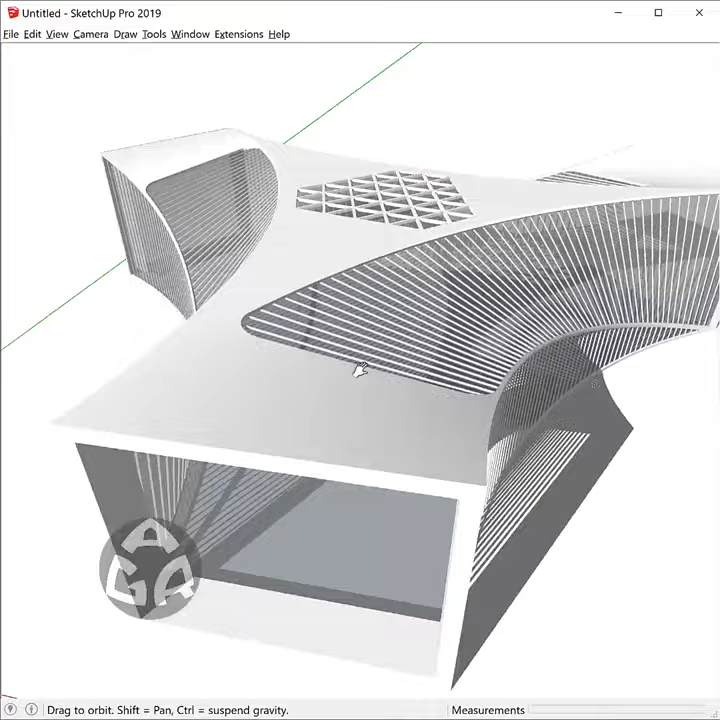 Untitled - SketchUp Pro 2019
File Edit View Camera Draw Tools Window Extensions Help
AGA
Drag to orbit. Shift = Pan, Ctrl = suspend gravity.
Measurements